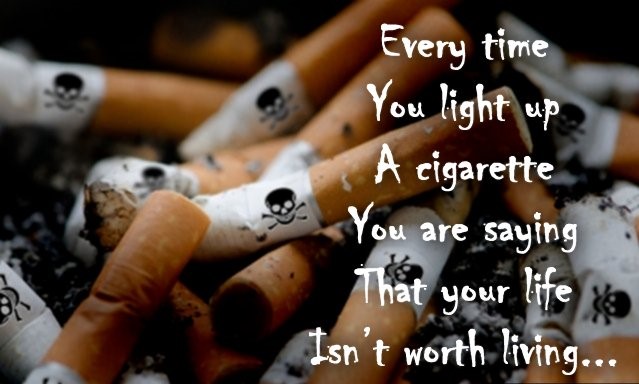 Every time
You light up
A cigarette
You are saying
That your life
Isn't worth living...